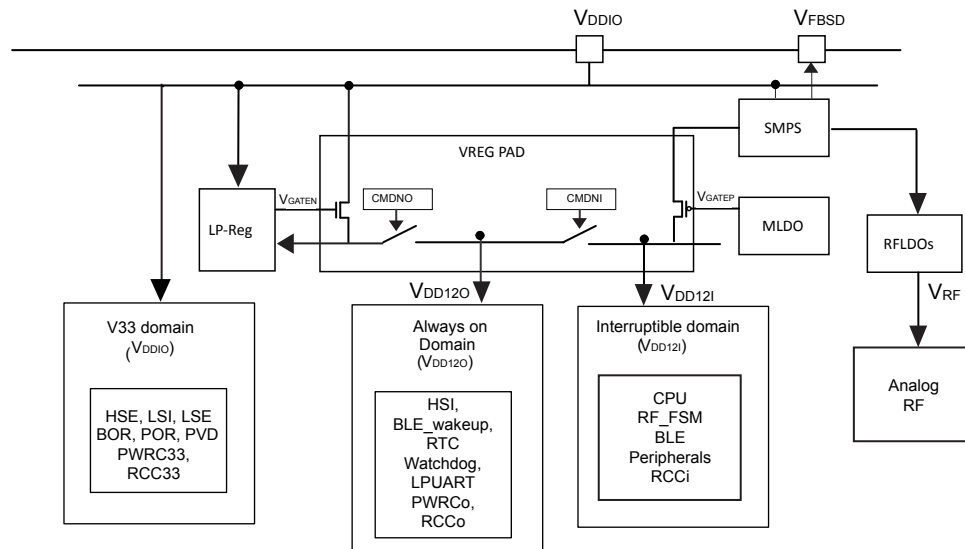 VDDIO
VFBSD
SMPS
VREG PAD
VGATEN
CMDNO
CMDNI
VGATEP
LP-Reg
MLDO
RFLDOs
VDD12O
VDD12I
VRF
V33 domain
(VDDIO)
HSE, LSI, LSE
BOR, POR, PVD
PWRC33,
RCC33
Always on
Domain
(VDD12O)
HSI,
BLE_wakeup,
RTC
Watchdog,
LPUART
PWRCo,
RCCo
Interruptible domain
(VDD12I)
CPU
RF_FSM
BLE
Peripherals
RCCi
Analog
RF